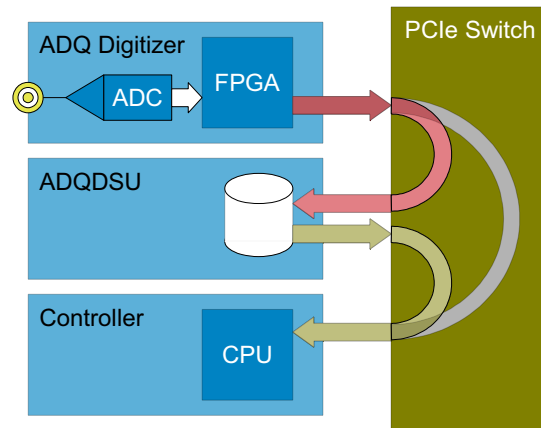 ADQ Digitizer
PCIe Switch
ADC
FPGA
ADQDSU
Controller
CPU